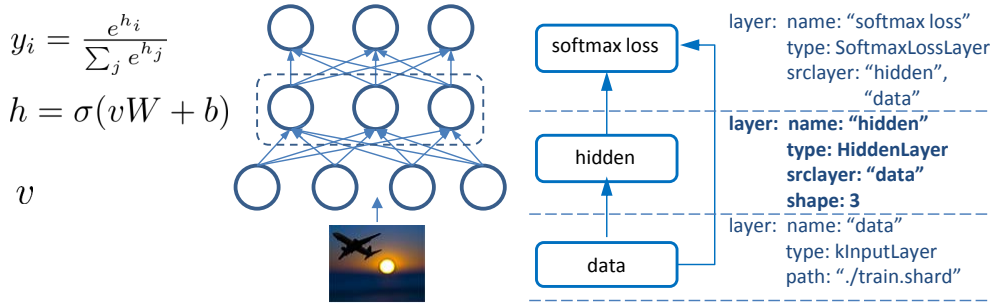 y_i = e^{h_i} / ∑_j e^{h_j}
h = σ(vW + b)
v
softmax loss
hidden
data
layer: name: “softmax loss”
type: SoftmaxLossLayer
srclayer: “hidden”,
“data”
layer: name: “hidden”
type: HiddenLayer
srclayer: “data”
shape: 3
layer: name: “data”
type: kInputLayer
path: “./train.shard”